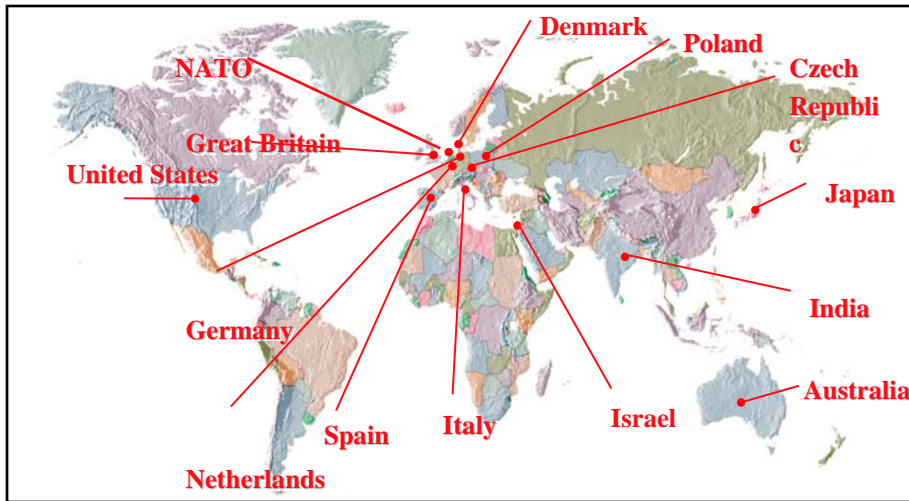 Denmark
Poland
NATO
Czech
Republi
c
Great Britain
United States
Japan
India
Germany
Australia
Israel
Italy
Spain
Netherlands